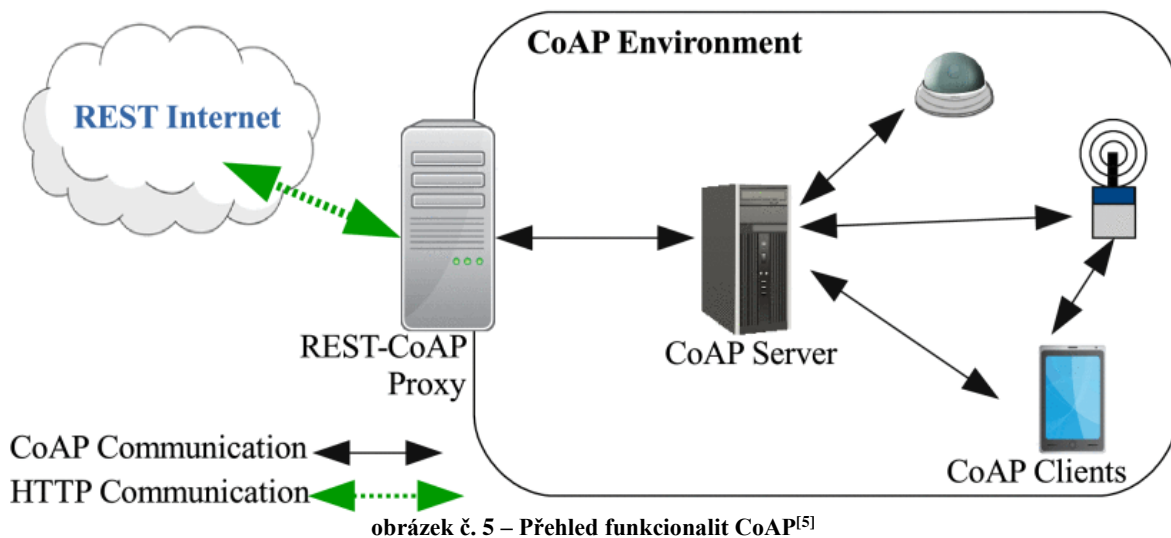 CoAP Environment
REST Internet
REST-CoAP
Proxy
CoAP Server
CoAP Clients
CoAP Communication
HTTP Communication
obrázek č. 5 – Přehled funkcionalit CoAP[5]